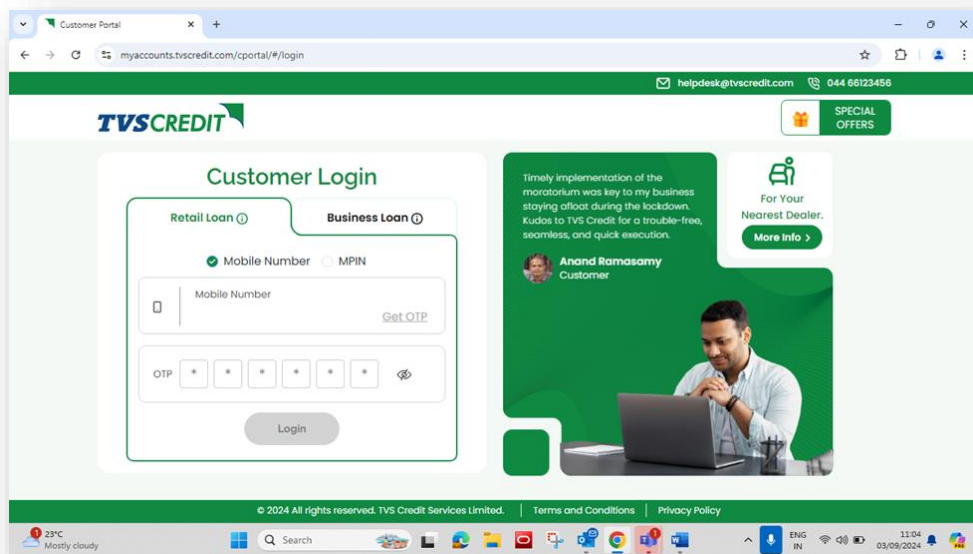 Customer Portal
myaccounts.tvscredit.com/cportal/#/login
helpdesk@tvscredit.com 044 66123456
TVS CREDIT
SPECIAL
OFFERS
Customer Login
Retail Loan
Business Loan
Mobile Number MPIN
Mobile Number
Get OTP
OTP * * * * * *
Login
Timely implementation of the
moratorium was key to my business
staying afloat during the lockdown.
Kudos to TVS Credit for a trouble-free,
seamless, and quick execution.
Anand Ramasamy
Customer
For Your
Nearest Dealer.
More Info >
© 2024 All rights reserved. TVS Credit Services Limited. | Terms and Conditions | Privacy Policy
1
23°C
Mostly cloudy
Search
ENG
IN
11:04
03/09/2024